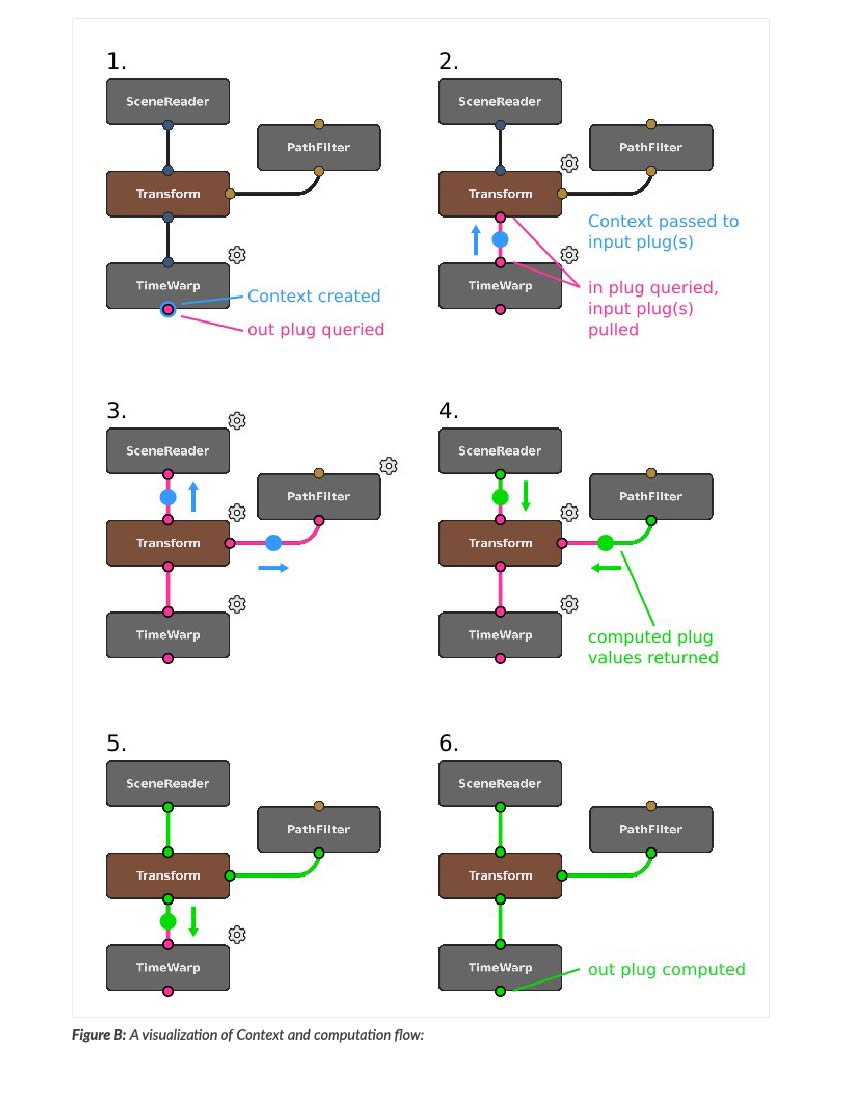 1.
SceneReader
PathFilter
Transform
TimeWarp
Context created
out plug queried
2.
SceneReader
PathFilter
Transform
Context passed to
input plug(s)
TimeWarp
in plug queried,
input plug(s)
pulled
3.
SceneReader
PathFilter
Transform
TimeWarp
4.
SceneReader
PathFilter
Transform
TimeWarp
computed plug
values returned
5.
SceneReader
PathFilter
Transform
TimeWarp
6.
SceneReader
PathFilter
Transform
TimeWarp
out plug computed
Figure B: A visualization of Context and computation flow: